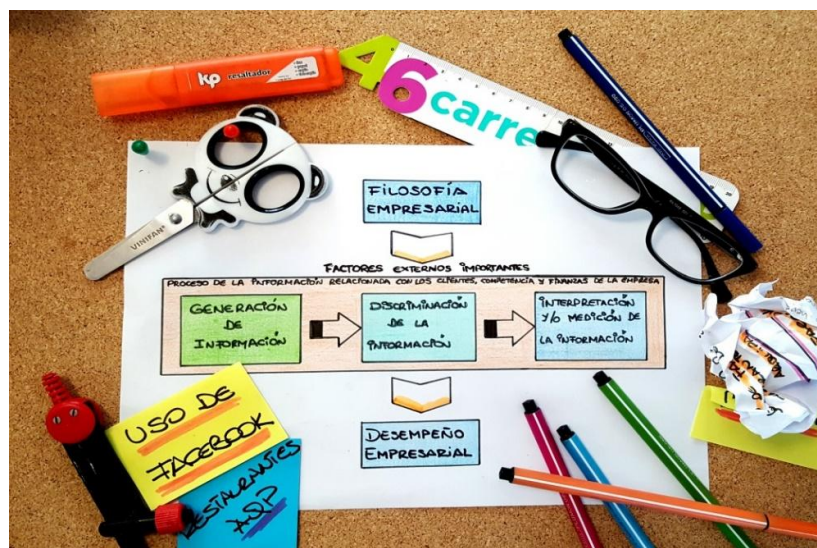 kp resaltador
46
carre
VINIFAN
FILOSOFÍA
EMPRESARIAL
FACTORES EXTERNOS IMPORTANTES
PROCESO DE LA INFORMACIÓN RELACIONADA CON LOS CLIENTES, COMPETENCIA Y FINANZAS DE LA EMPRESA
GENERACIÓN
DE
INFORMACIÓN
DISCRIMINACIÓN
DE LA
INFORMACIÓN
INTERPRETACIÓN
Y/O MEDICIÓN DE
LA INFORMACIÓN
DESEMPEÑO
EMPRESARIAL
USO DE
FACEBOOK
RESTAURANTES
AQP